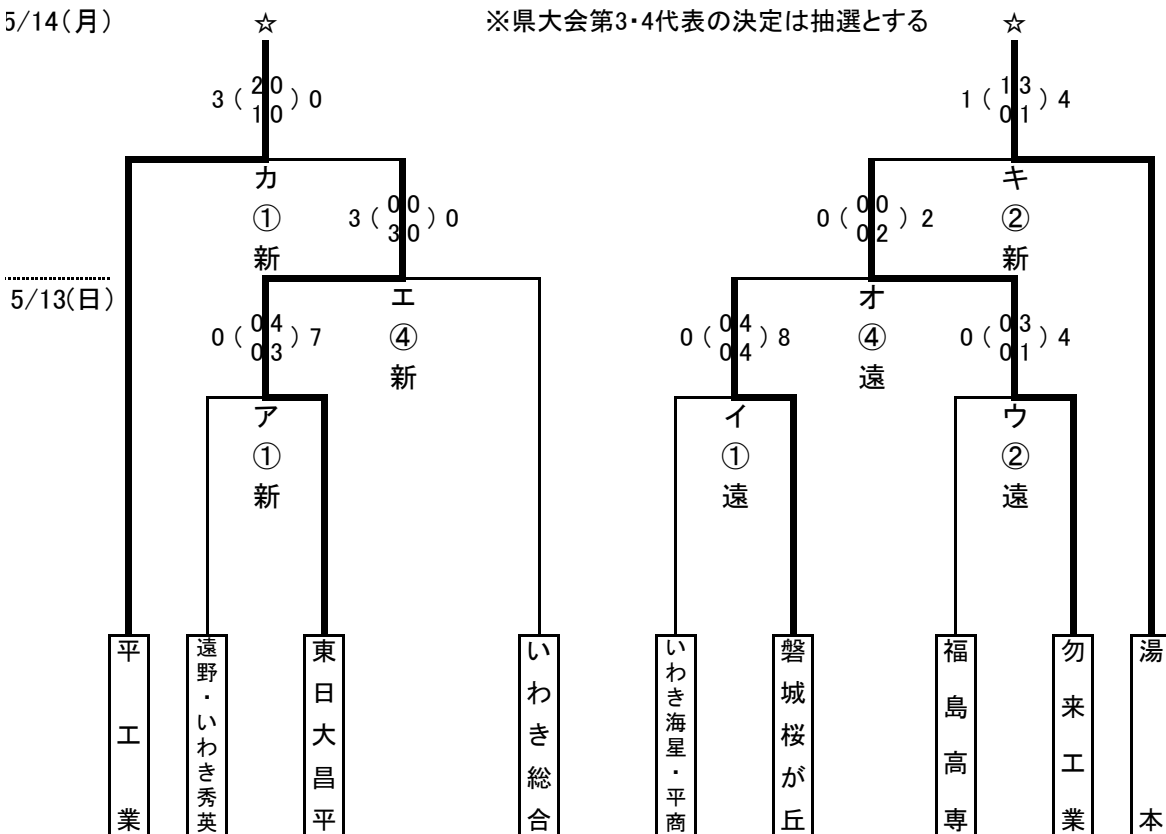 5/14(月)
☆
※県大会第3・4代表の決定は抽選とする
☆
3 ( 2 0 ) 0
1 0
1 ( 1 3 ) 4
0 1
カ
①
新
3 ( 0 0 ) 0
3 0
0 ( 0 0 ) 2
0 2
キ
②
新
5/13(日)
0 ( 0 4 ) 7
0 3
エ
④
新
0 ( 0 4 ) 8
0 4
オ
④
遠
0 ( 0 3 ) 4
0 1
ア
①
新
イ
①
遠
ウ
②
遠
平工業
遠野・いわき秀英
東日大昌平
いわき総合
いわき海星・平商
磐城桜が丘
福島高専
勿来工業
湯本